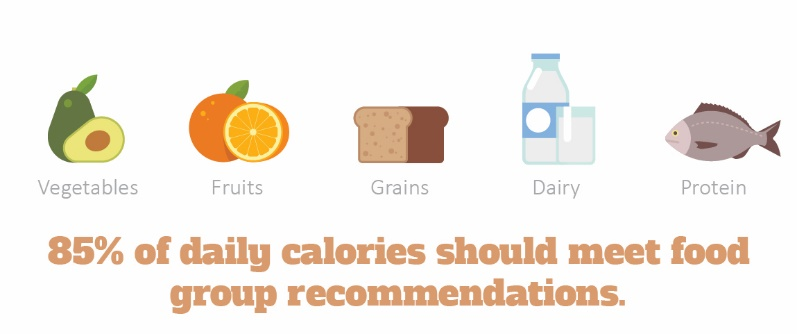 Vegetables
Fruits
Grains
Dairy
Protein
85% of daily calories should meet food
group recommendations.